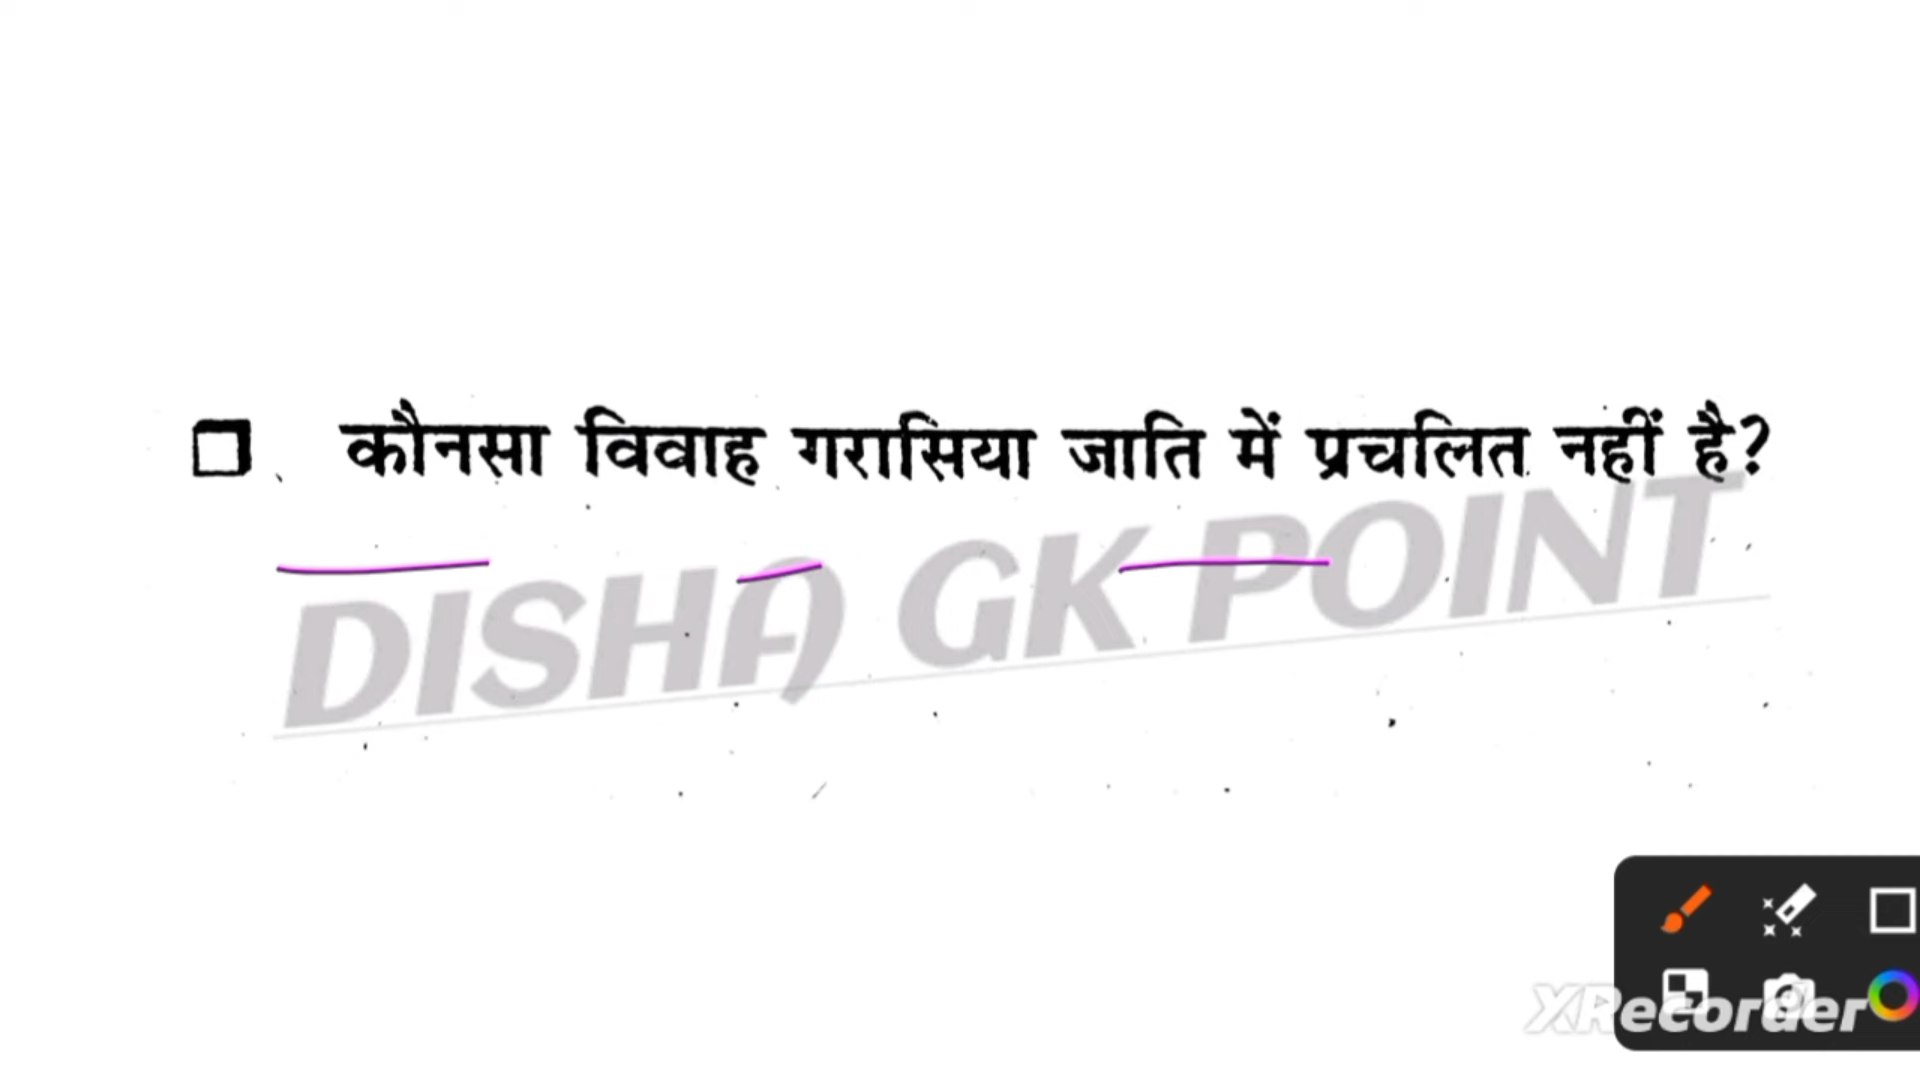 कौनसा विवाह गरासिया जाति में प्रचलित नहीं है?
DISHA GK POINT
XRecorder